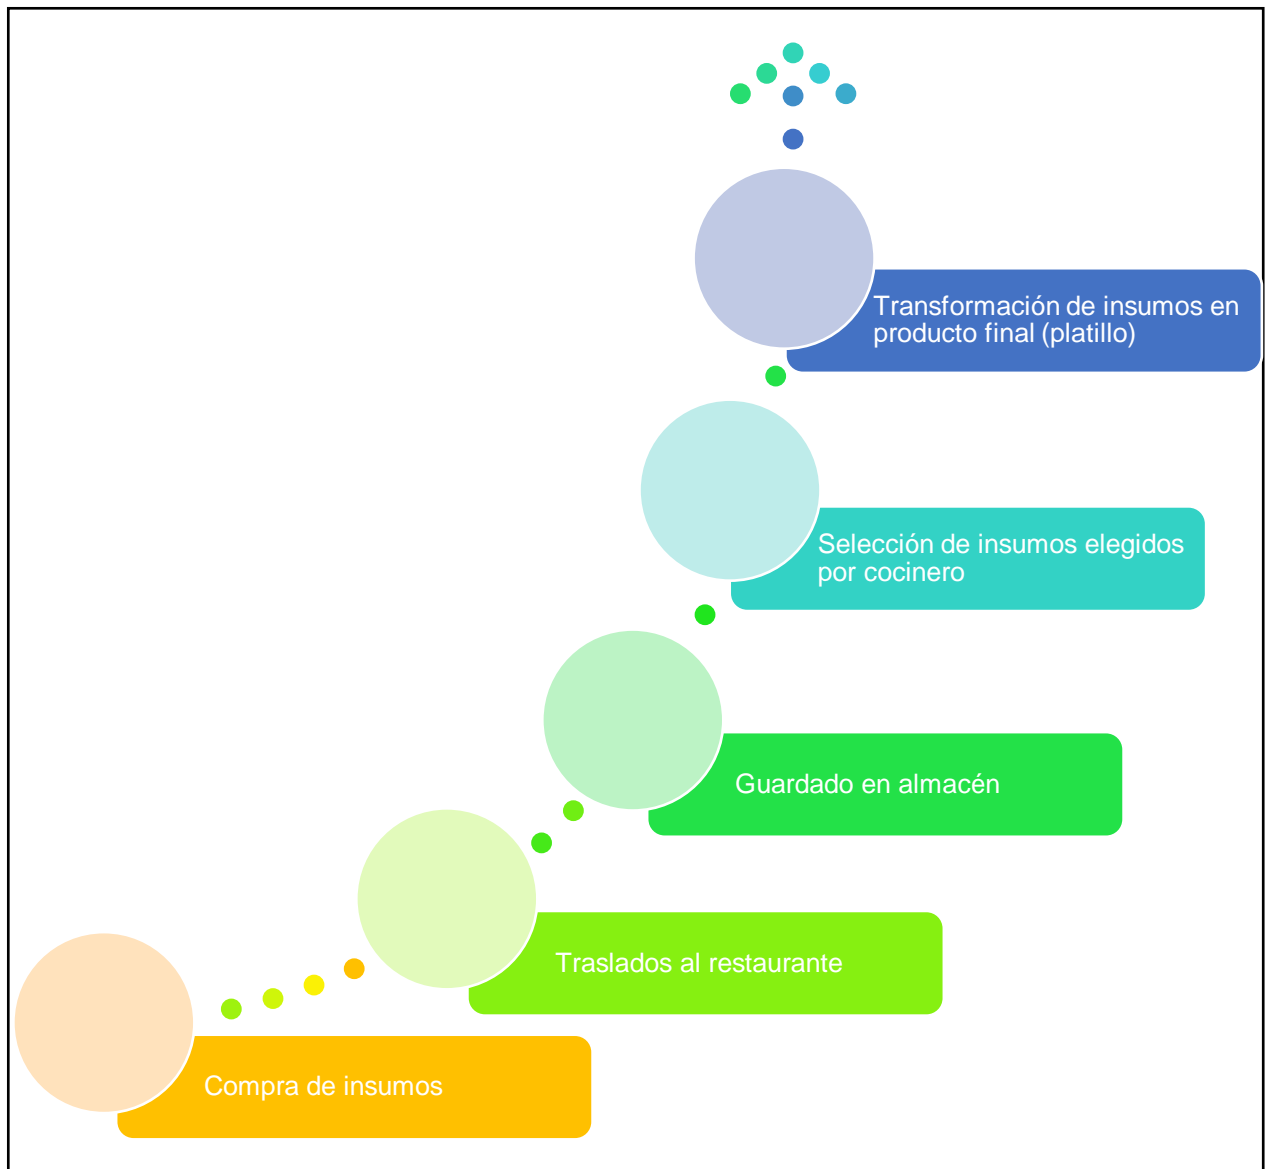 Transformación de insumos en
producto final (platillo)
Selección de insumos elegidos
por cocinero
Guardado en almacén
Traslados al restaurante
Compra de insumos